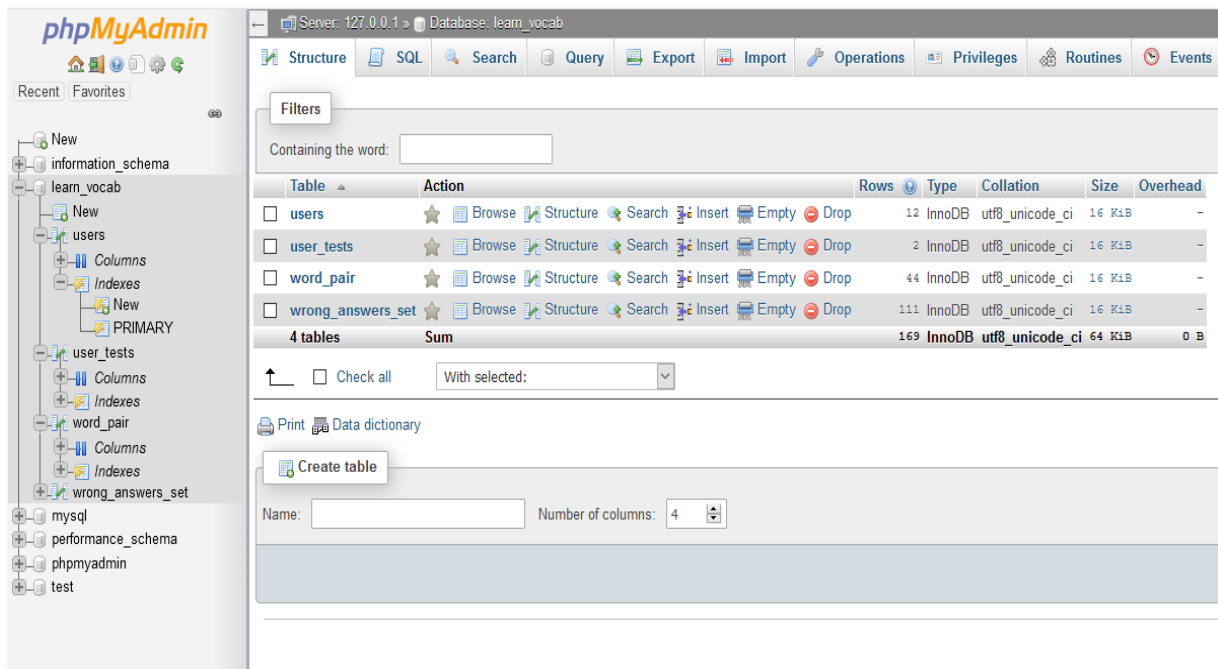 phpMyAdmin
Recent Favorites
New
information_schema
learn_vocab
New
users
Columns
Indexes
New
PRIMARY
user_tests
Columns
Indexes
word_pair
Columns
Indexes
wrong_answers_set
mysql
performance_schema
phpmyadmin
test
Server: 127.0.0.1 » Database: learn_vocab
Structure SQL Search Query Export Import Operations Privileges Routines Events
Filters
Containing the word:
Table Action Rows Type Collation Size Overhead
users Browse Structure Search Insert Empty Drop 12 InnoDB utf8_unicode_ci 16 KiB -
user_tests Browse Structure Search Insert Empty Drop 2 InnoDB utf8_unicode_ci 16 KiB -
word_pair Browse Structure Search Insert Empty Drop 44 InnoDB utf8_unicode_ci 16 KiB -
wrong_answers_set Browse Structure Search Insert Empty Drop 111 InnoDB utf8_unicode_ci 16 KiB -
4 tables Sum 169 InnoDB utf8_unicode_ci 64 KiB 0 B
Check all With selected:
Print Data dictionary
Create table
Name: Number of columns: 4